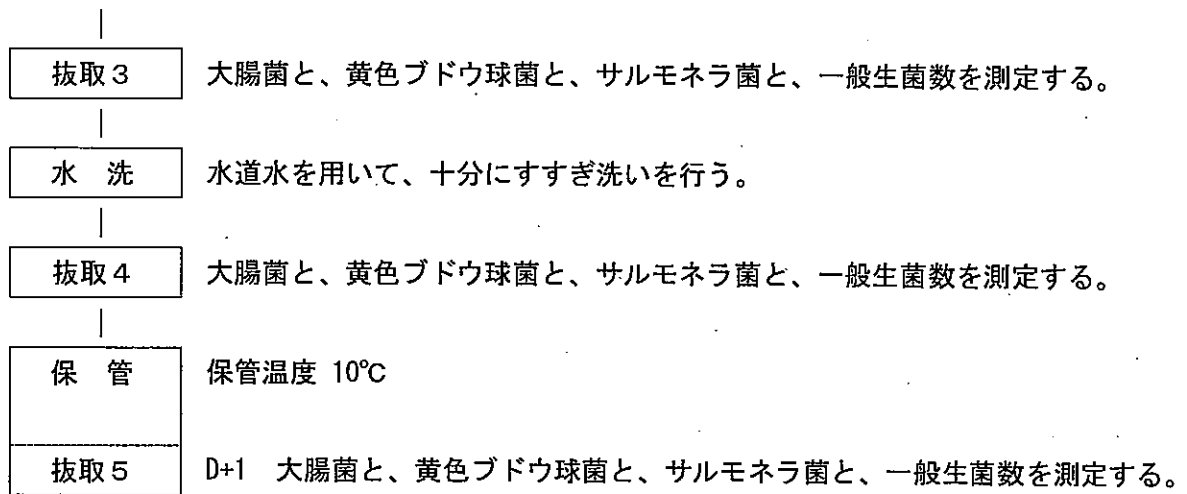 抜取3 大腸菌と、黄色ブドウ球菌と、サルモネラ菌と、一般生菌数を測定する。
水 洗 水道水を用いて、十分にすすぎ洗いを行う。
抜取4 大腸菌と、黄色ブドウ球菌と、サルモネラ菌と、一般生菌数を測定する。
保 管 保管温度 10℃
抜取5 D+1 大腸菌と、黄色ブドウ球菌と、サルモネラ菌と、一般生菌数を測定する。